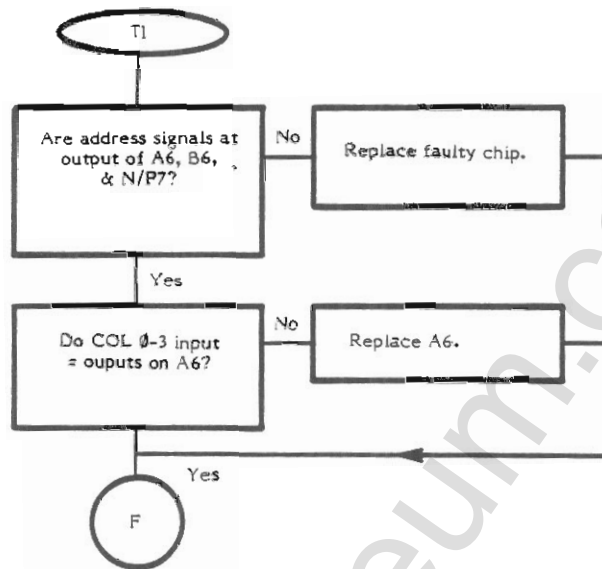 T1
Are address signals at
output of A6, B6,
& N/P7?
No
Replace faulty chip.
Yes
Do COL Ø-3 input
= ouputs on A6?
No
Replace A6.
Yes
F
eum.c